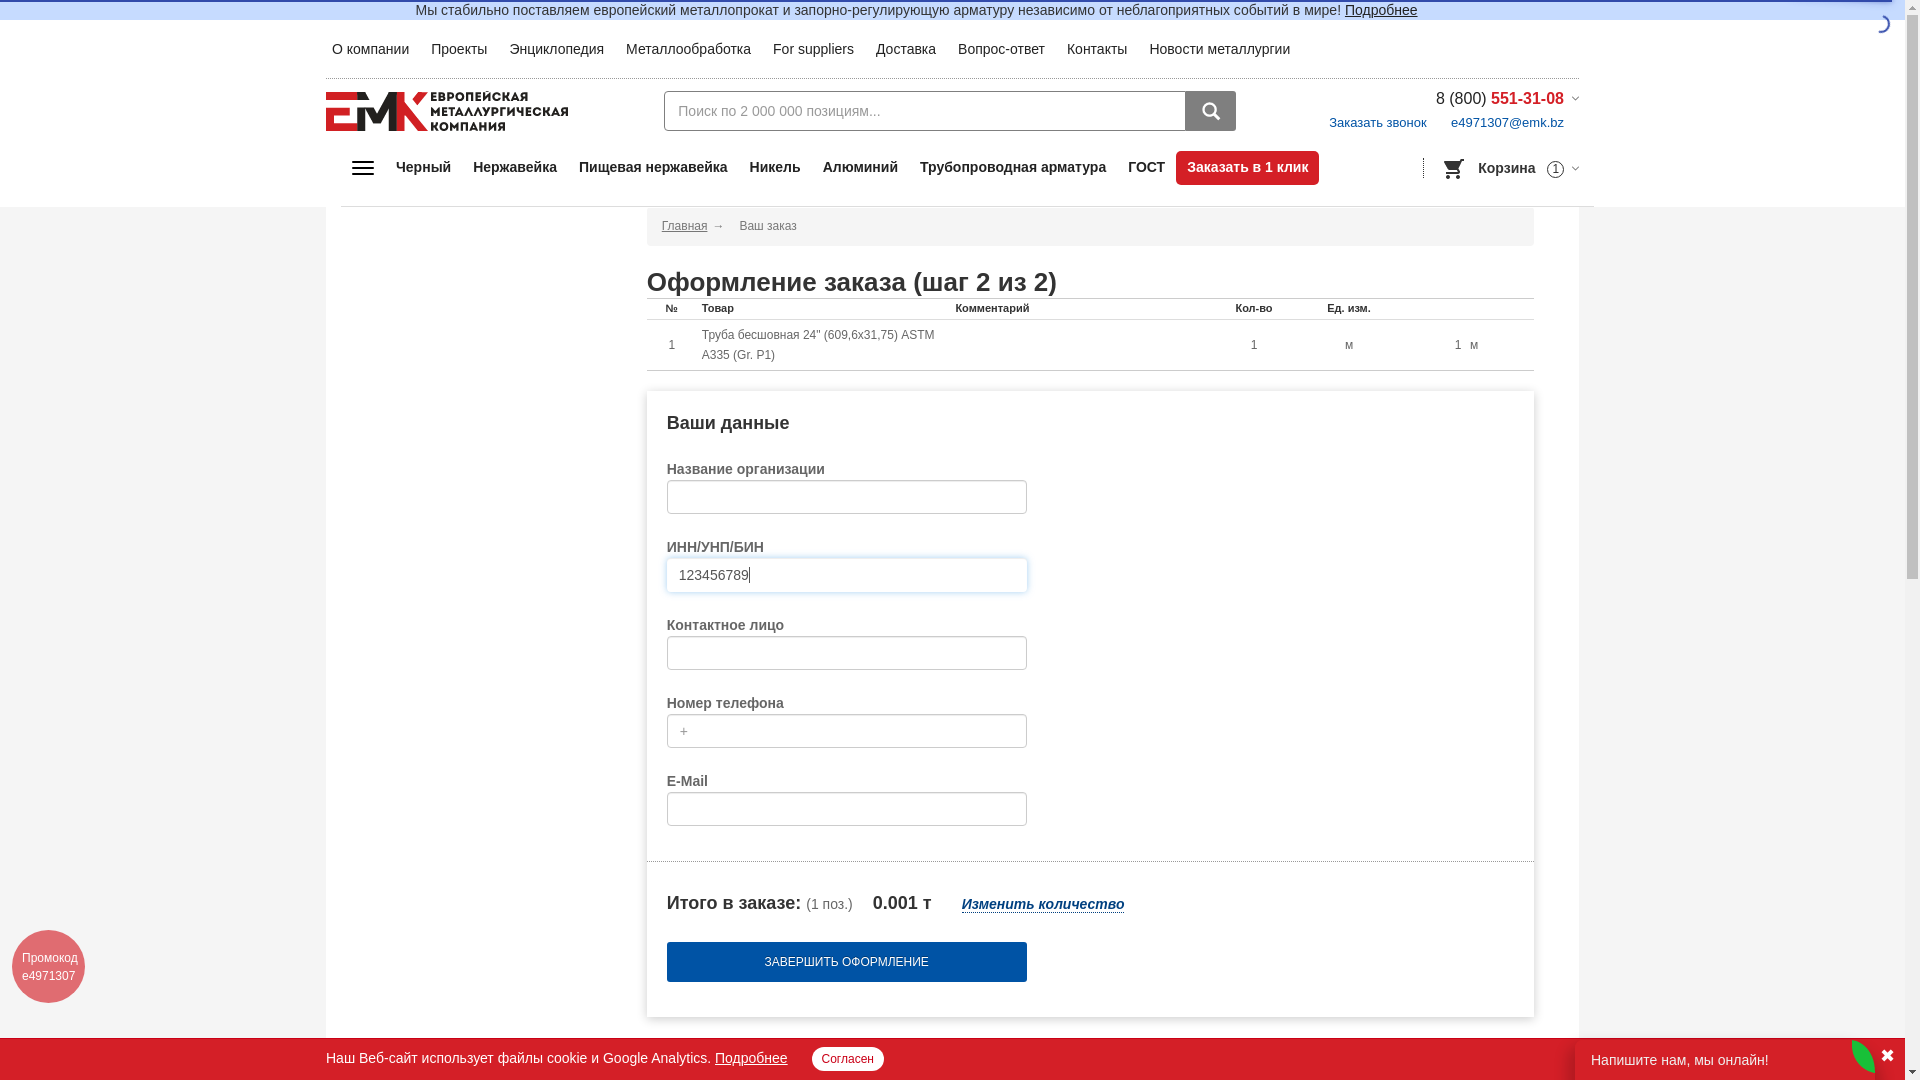 Мы стабильно поставляем европейский металлопрокат и запорно-регулирующую арматуру независимо от неблагоприятных событий в мире! Подробнее
О компании Проекты Энциклопедия Металлообработка For suppliers Доставка Вопрос-ответ Контакты Новости металлургии
ЕМК ЕВРОПЕЙСКАЯ
МЕТАЛЛУРГИЧЕСКАЯ
КОМПАНИЯ
Поиск по 2 000 000 позициям...
8 (800) 551-31-08
Заказать звонок e4971307@emk.bz
Черный Нержавейка Пищевая нержавейка Никель Алюминий Трубопроводная арматура ГОСТ Заказать в 1 клик Корзина 1
Главная → Ваш заказ
Оформление заказа (шаг 2 из 2)
№ Товар Комментарий Кол-во Ед. изм.
1 Труба бесшовная 24" (609,6х31,75) ASTM A335 (Gr. P1) 1 м 1 м
Ваши данные
Название организации
ИНН/УНП/БИН
123456789
Контактное лицо
Номер телефона
+
E-Mail
Итого в заказе: (1 поз.) 0.001 т Изменить количество
ЗАВЕРШИТЬ ОФОРМЛЕНИЕ
Промокод
e4971307
Наш Веб-сайт использует файлы cookie и Google Analytics. Подробнее Согласен
Напишите нам, мы онлайн!